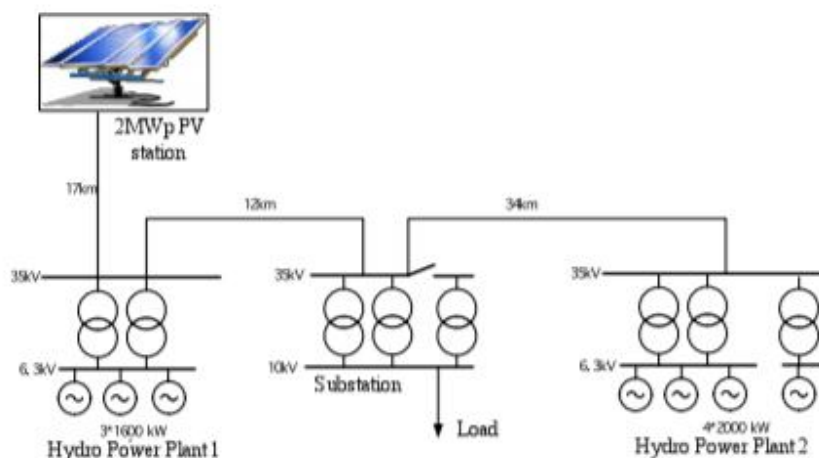 2MWp PV
station
17km
12km
34km
35kV
35kV
35kV
6, 3kV
10kV
6, 3kV
Substation
Load
3*1600 kW
Hydro Power Plant 1
4*2000 kW
Hydro Power Plant 2